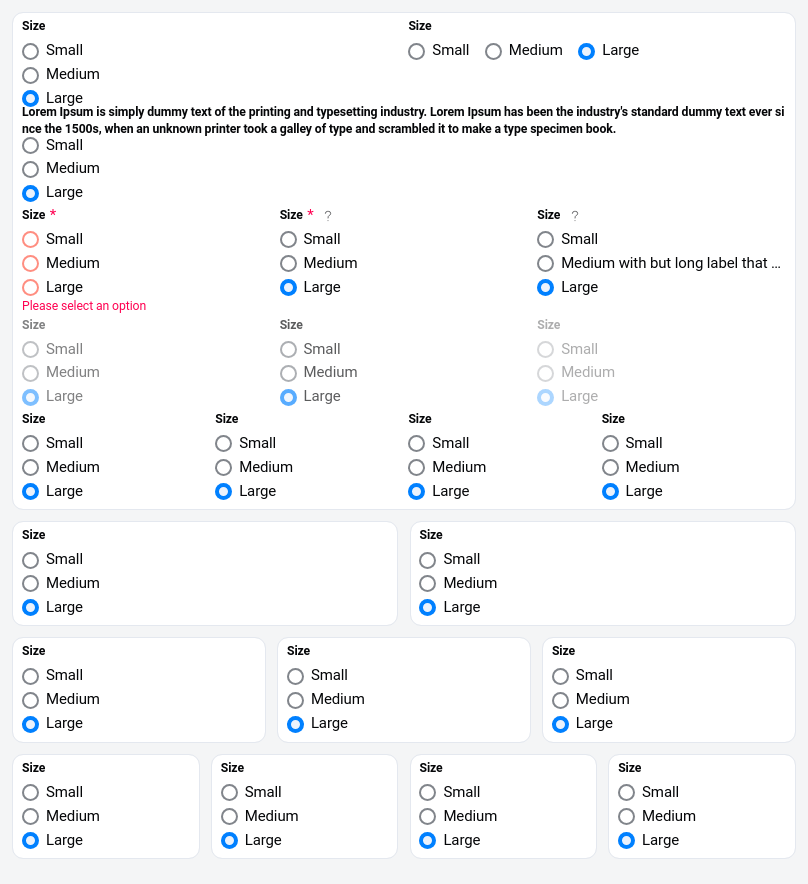 Size
Small
Medium
Large
Size
Small Medium Large
Lorem Ipsum is simply dummy text of the printing and typesetting industry. Lorem Ipsum has been the industry's standard dummy text ever si
nce the 1500s, when an unknown printer took a galley of type and scrambled it to make a type specimen book.
Small
Medium
Large
Size *
Small
Medium
Large
Please select an option
Size * ?
Small
Medium
Large
Size ?
Small
Medium with but long label that ...
Large
Size
Small
Medium
Large
Size
Small
Medium
Large
Size
Small
Medium
Large
Size
Small
Medium
Large
Size
Small
Medium
Large
Size
Small
Medium
Large
Size
Small
Medium
Large
Size
Small
Medium
Large
Size
Small
Medium
Large
Size
Small
Medium
Large
Size
Small
Medium
Large
Size
Small
Medium
Large
Size
Small
Medium
Large
Size
Small
Medium
Large
Size
Small
Medium
Large
Size
Small
Medium
Large